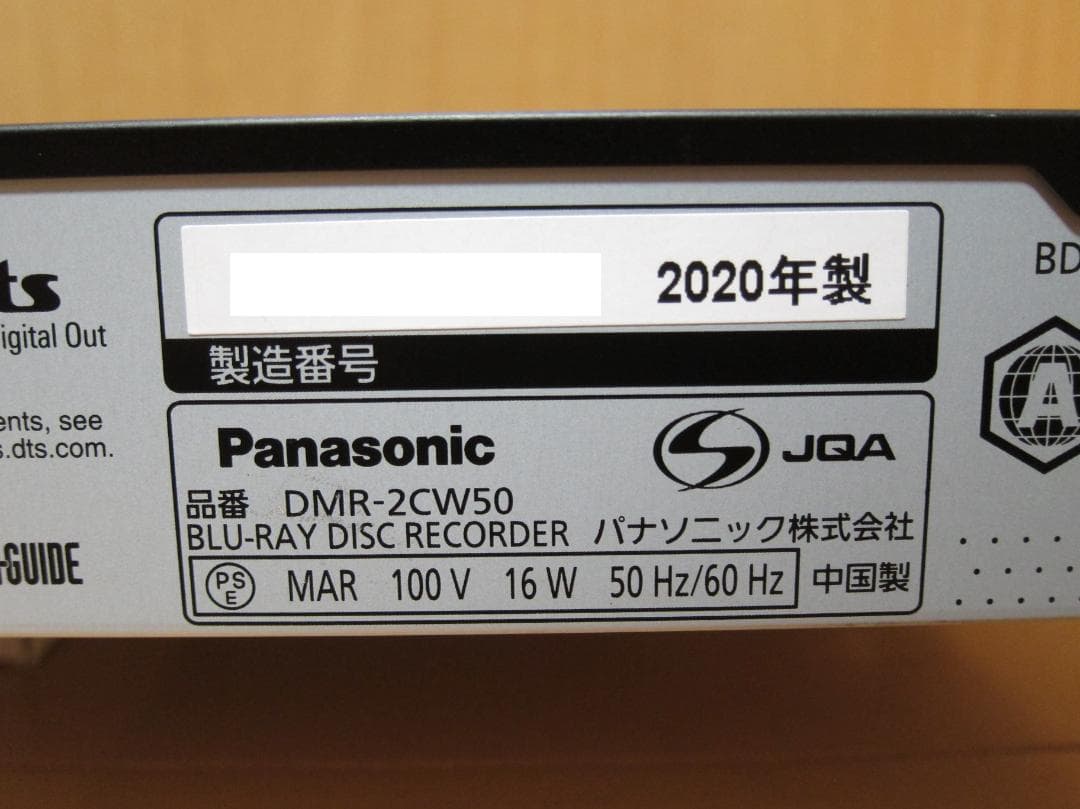 2020年製
製造番号
dts
Digital Out
BD
ents, see
s.dts.com.
-GUIDE
Panasonic
JQA
品番 DMR-2CW50
BLU-RAY DISC RECORDER パナソニック株式会社
PS E MAR 100 V 16 W 50 Hz/60 Hz 中国製
A